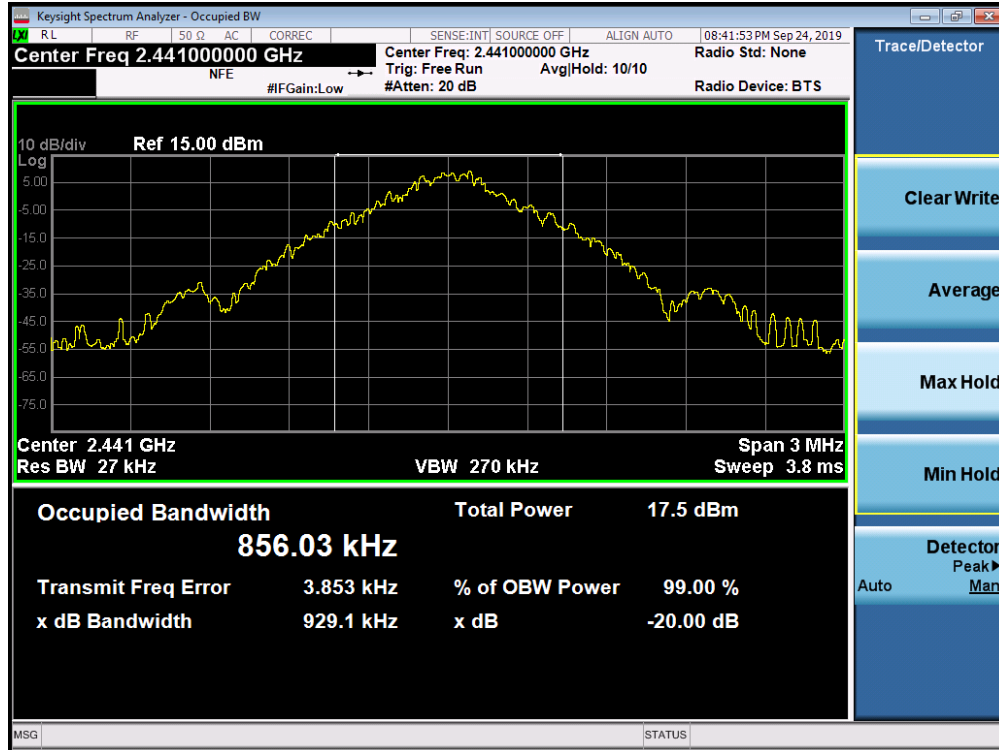 Keysight Spectrum Analyzer - Occupied BW
LXI RL RF 50 Ω AC CORREC SENSE:INT SOURCE OFF ALIGN AUTO 08:41:53 PM Sep 24, 2019
Center Freq 2.441000000 GHz
NFE
#IFGain:Low
Center Freq: 2.441000000 GHz
Trig: Free Run Avg|Hold: 10/10
#Atten: 20 dB
Radio Std: None
Radio Device: BTS
10 dB/div Ref 15.00 dBm
Log
5.00
-5.00
-15.0
-25.0
-35.0
-45.0
-55.0
-65.0
-75.0
Center 2.441 GHz Span 3 MHz
Res BW 27 kHz VBW 270 kHz Sweep 3.8 ms
Occupied Bandwidth Total Power 17.5 dBm
856.03 kHz
Transmit Freq Error 3.853 kHz % of OBW Power 99.00 %
x dB Bandwidth 929.1 kHz x dB -20.00 dB
MSG STATUS
Trace/Detector
Clear Write
Average
Max Hold
Min Hold
Detector
Peak▶
Auto Man